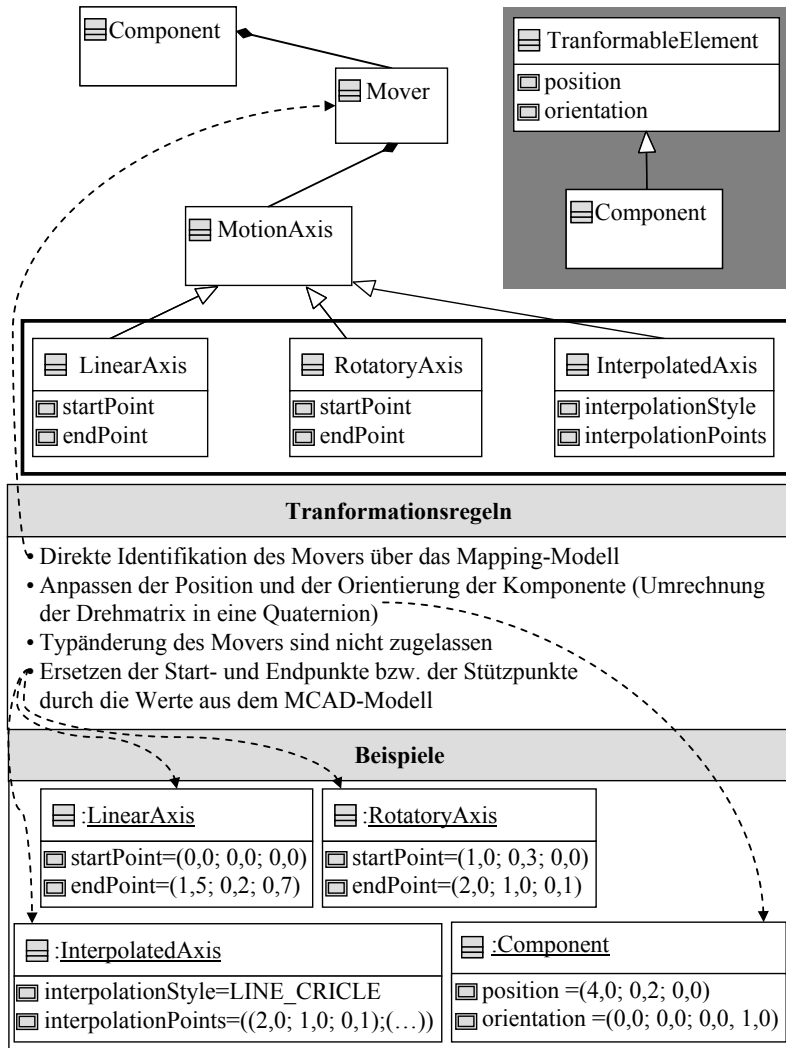 Component
TranformableElement
position
orientation
Mover
Component
MotionAxis
LinearAxis
startPoint
endPoint
RotatoryAxis
startPoint
endPoint
InterpolatedAxis
interpolationStyle
interpolationPoints
Tranformationsregeln
• Direkte Identifikation des Movers über das Mapping-Modell
• Anpassen der Position und der Orientierung der Komponente (Umrechnung
der Drehmatrix in eine Quaternion)
• Typänderung des Movers sind nicht zugelassen
• Ersetzen der Start- und Endpunkte bzw. der Stützpunkte
durch die Werte aus dem MCAD-Modell
Beispiele
:LinearAxis
startPoint=(0,0; 0,0; 0,0)
endPoint=(1,5; 0,2; 0,7)
:RotatoryAxis
startPoint=(1,0; 0,3; 0,0)
endPoint=(2,0; 1,0; 0,1)
:InterpolatedAxis
interpolationStyle=LINE_CRICLE
interpolationPoints=((2,0; 1,0; 0,1);(…))
:Component
position =(4,0; 0,2; 0,0)
orientation =(0,0; 0,0; 0,0, 1,0)